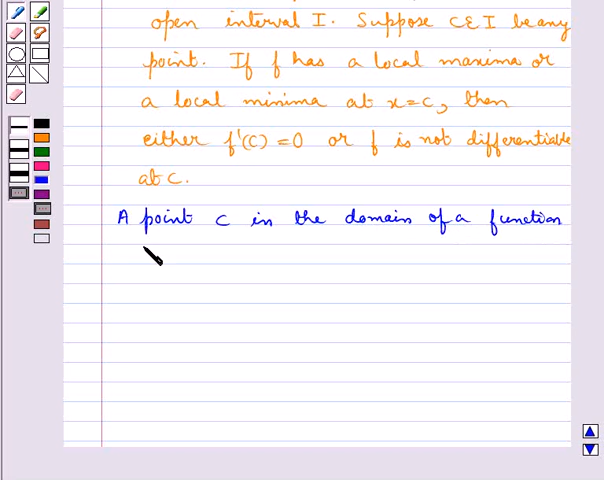 open interval I. Suppose C ε I be any
point. If f has a local maxima or
a local minima at x=c, then
either f'(c) = 0 or f is not differentiable
at c.
A point c in the domain of a function